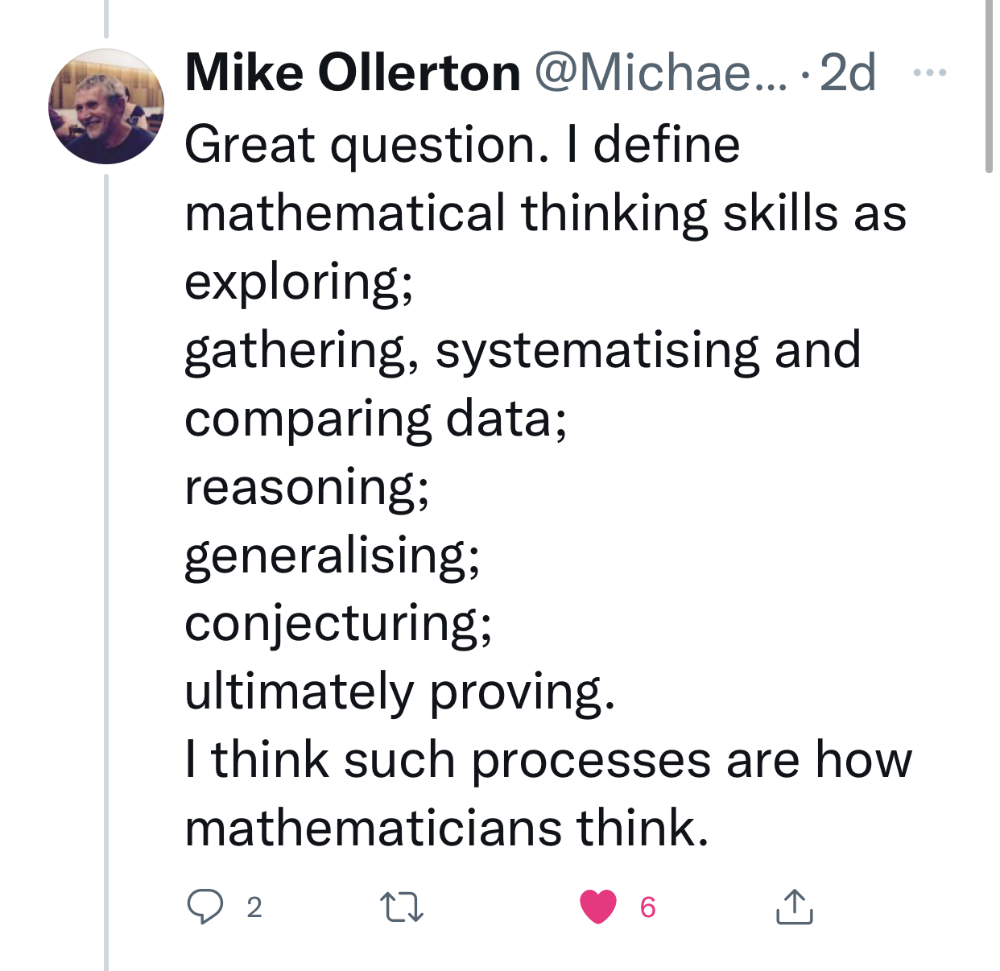 Mike Ollerton @Michae... · 2d ...
Great question. I define
mathematical thinking skills as
exploring;
gathering, systematising and
comparing data;
reasoning;
generalising;
conjecturing;
ultimately proving.
I think such processes are how
mathematicians think.
2 6